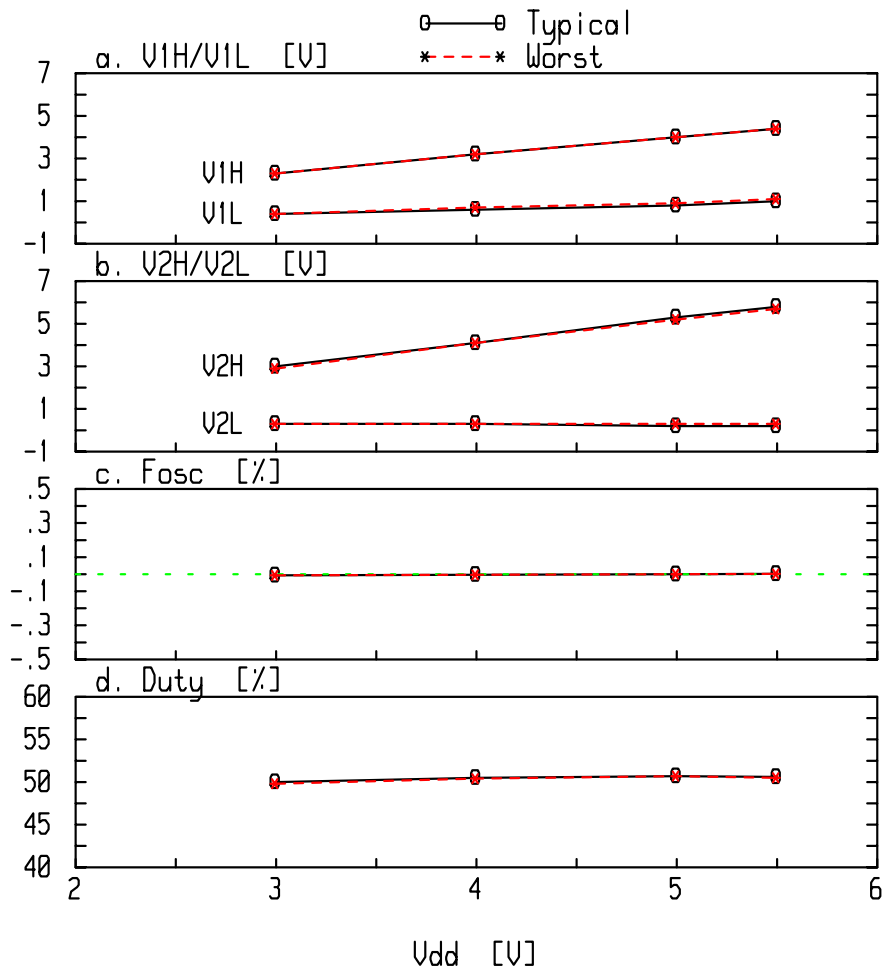 Typical
Worst
a. V1H/V1L [V]
7
5
3
1
-1
V1H
V1L
b. V2H/V2L [V]
7
5
3
1
-1
V2H
V2L
c. Fosc [%]
.5
.3
.1
-.1
-.3
-.5
d. Duty [%]
60
55
50
45
40
2 3 4 5 6
Vdd [V]